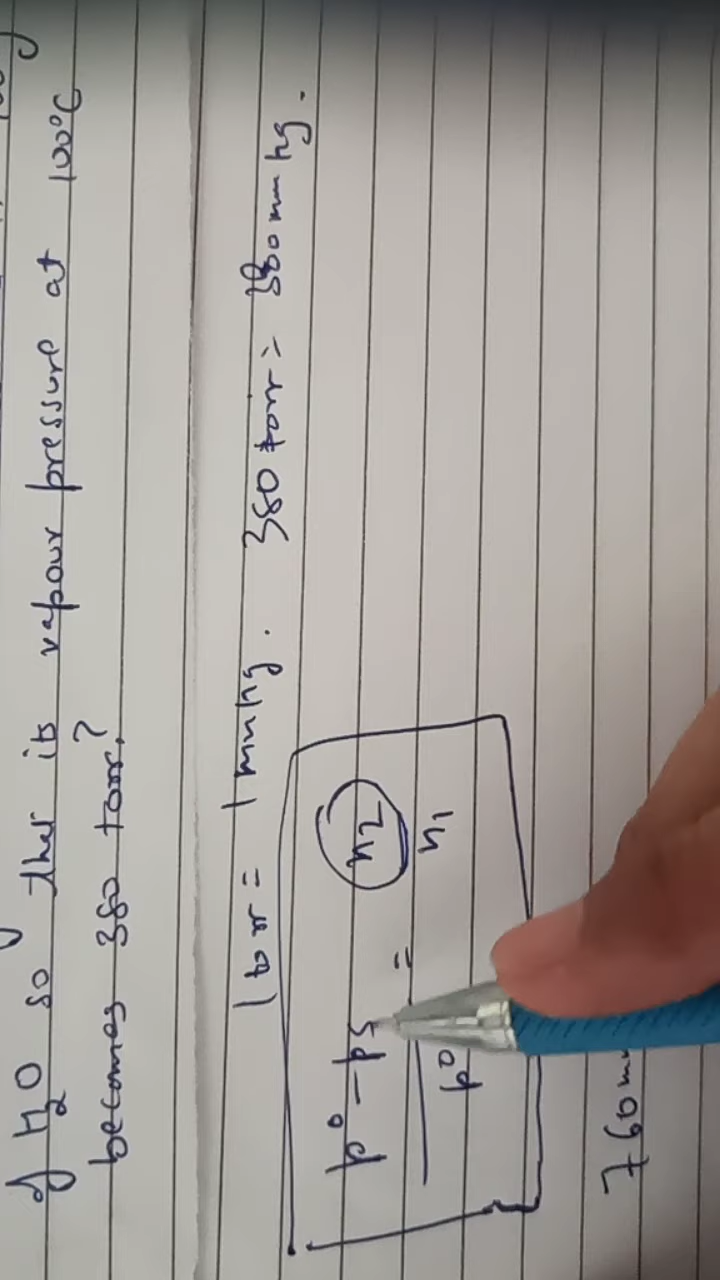 of H2O so that its vapour pressure at 100°C
becomes 380 torr?
1 torr = 1 mmhg. 380 torr = 380 mmhg.
p° - ps = n2
p° n1
760